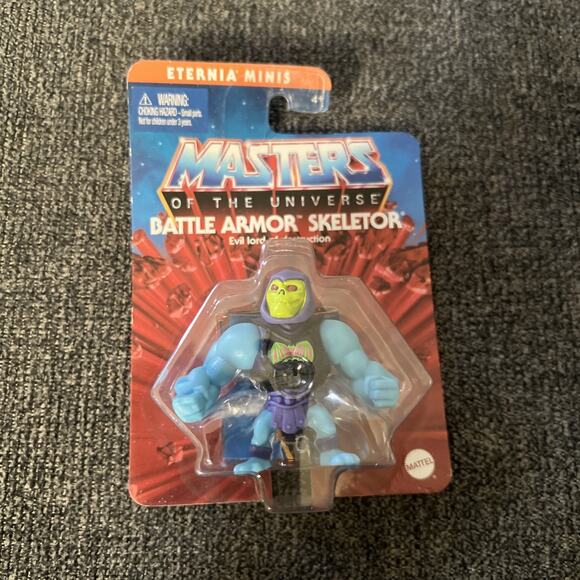 ETERNIA® MINIS
WARNING:
CHOKING HAZARD – Small parts.
Not for children under 3 years.
4+
MASTERS
OF THE UNIVERSE®
BATTLE ARMOR™ SKELETOR®
Evil lord of destruction
MATTEL